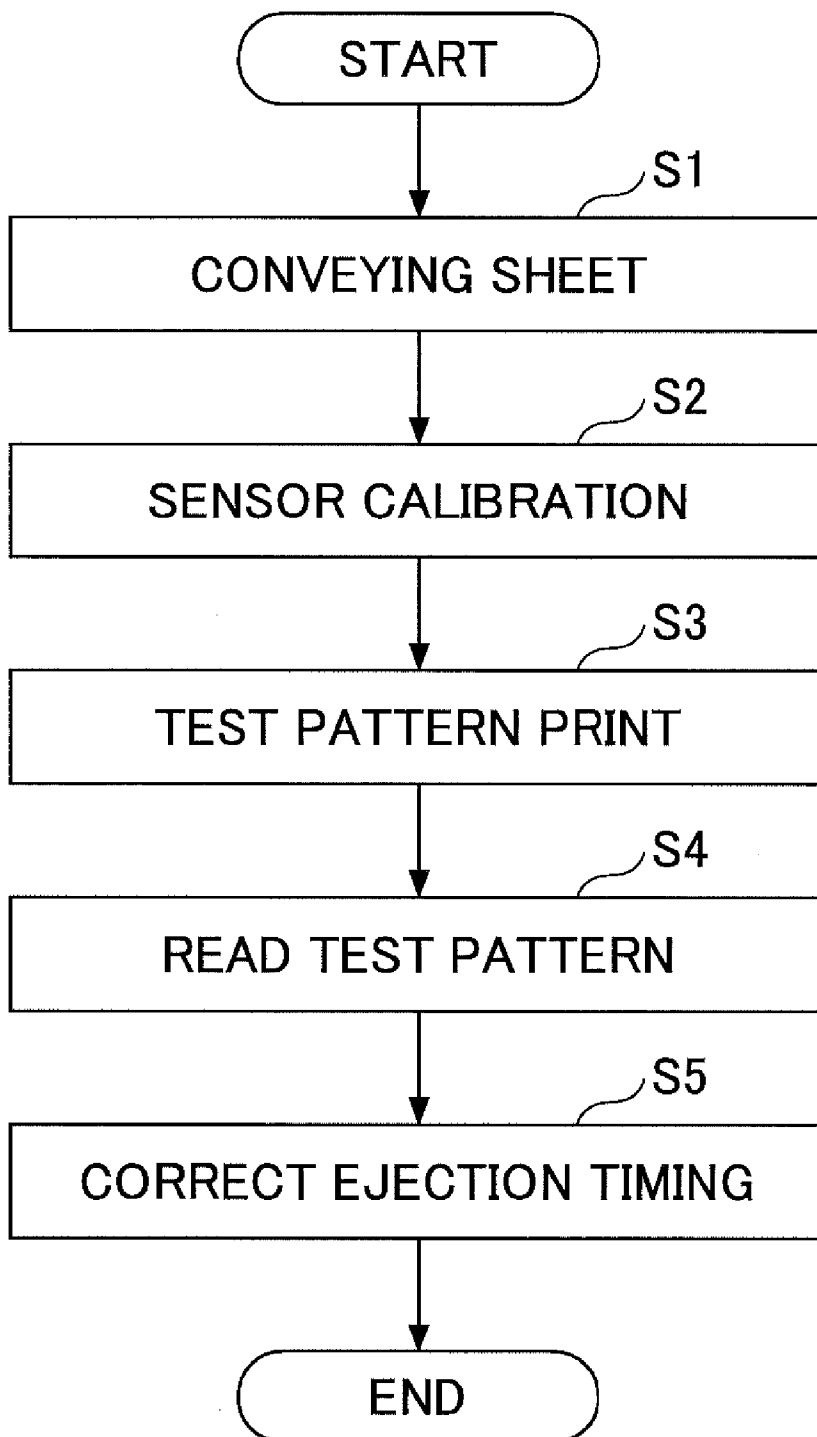 START
S1
CONVEYING SHEET
S2
SENSOR CALIBRATION
S3
TEST PATTERN PRINT
S4
READ TEST PATTERN
S5
CORRECT EJECTION TIMING
END